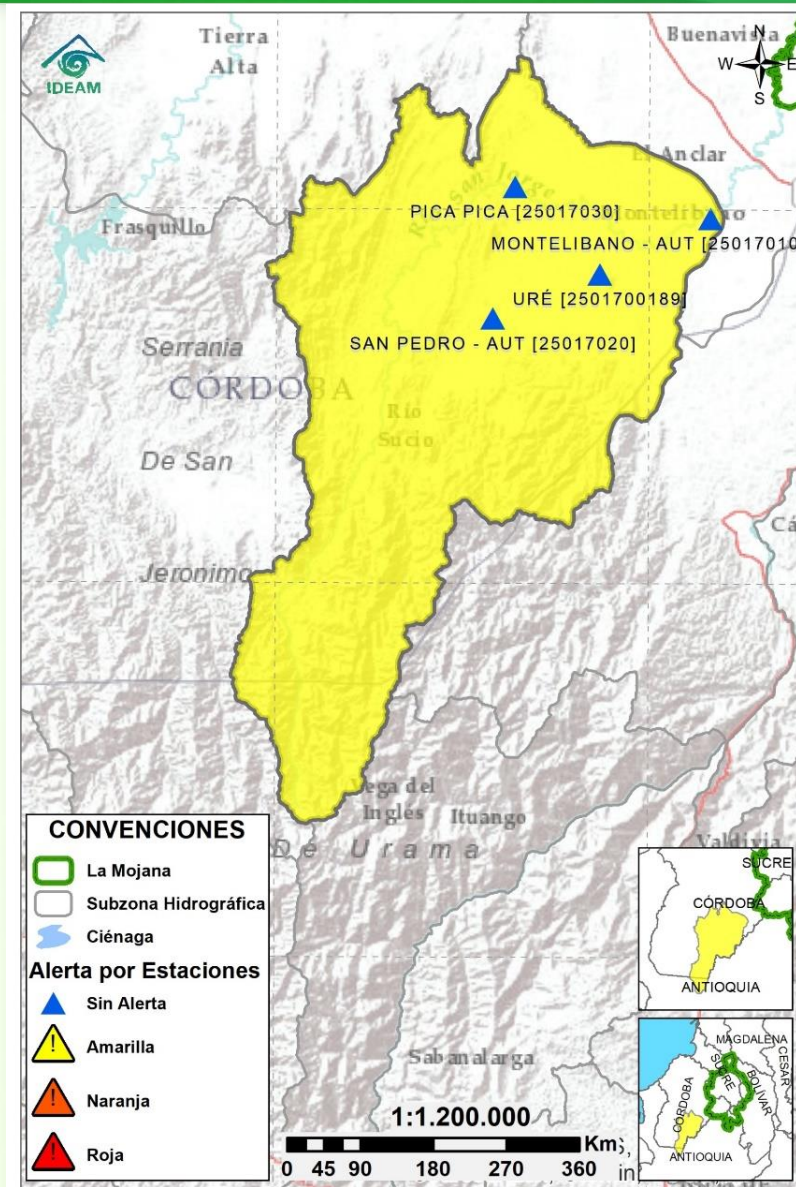 Tierra
Alta
Buenavista
IDEAM
N
W
E
S
El Anclar
PICA PICA [25017030]
Montelibano
Frasquillo
MONTELIBANO - AUT [25017010
URÉ [2501700189]
SAN PEDRO - AUT [25017020]
Serrania
CÓRDOBA
Río
Sucio
De San
Jeronimo
Vega del
Inglés
Ituango
De Urama
Valdivia
Sabanalarga
CONVENCIONES
La Mojana
Subzona Hidrográfica
Ciénaga
Alerta por Estaciones
Sin Alerta
Amarilla
Naranja
Roja
1:1.200.000
Km
0 45 90 180 270 360
SUCRE
CÓRDOBA
ANTIOQUIA
MAGDALENA
CESAR
SUCRE
BOLIVAR
CÓRDOBA
ANTIOQUIA